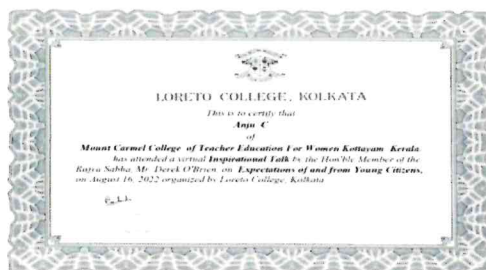 LORETO COLLEGE, KOLKATA
This is to certify that
Anju C
of
Mount Carmel College of Teacher Education For Women Kottayam Kerala
has attended a virtual Inspirational Talk by the Hon'ble Member of the
Rajya Sabha, Mr. Derek O'Brien on Expectations of and from Young Citizens,
on August 16, 2022 organized by Loreto College, Kolkata